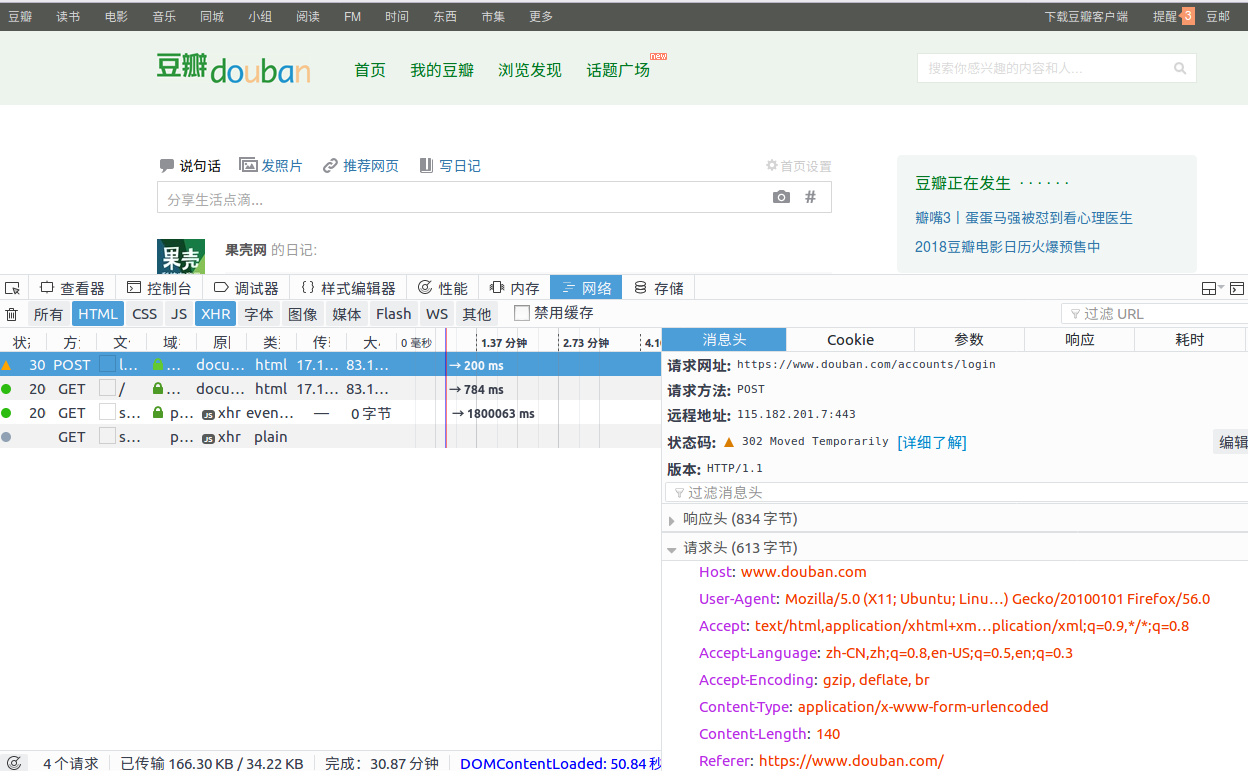 豆瓣 读书 电影 音乐 同城 小组 阅读 FM 时间 东西 市集 更多 下载豆瓣客户端 提醒 3 豆邮
豆瓣douban 首页 我的豆瓣 浏览发现 话题广场 new 搜索你感兴趣的内容和人...
说句话 发照片 推荐网页 写日记 首页设置
分享生活点滴... #
豆瓣正在发生 · · · · · ·
瓣嘴3丨蛋蛋马强被怼到看心理医生
2018豆瓣电影日历火爆预售中
果壳 果壳网 的日记:
查看器 控制台 调试器 { } 样式编辑器 性能 内存 网络 存储
所有 HTML CSS JS XHR 字体 图像 媒体 Flash WS 其他 禁用缓存 过滤 URL
方 文 域 类 传 大 0 毫秒 1.37 分钟 2.73 分钟 4.10
30 POST l... ... docu... html 17.1... 83.1... → 200 ms
20 GET / ... docu... html 17.1... 83.1... → 784 ms
20 GET s... p... JS xhr even... — 0 字节 → 1800063 ms
GET s... p... JS xhr plain
消息头 Cookie 参数 响应 耗时
请求网址: https://www.douban.com/accounts/login
请求方法: POST
远程地址: 115.182.201.7:443
状态码: 302 Moved Temporarily [详细了解] 编辑
版本: HTTP/1.1
过滤消息头
响应头 (834 字节)
请求头 (613 字节)
Host: www.douban.com
User-Agent: Mozilla/5.0 (X11; Ubuntu; Linu…) Gecko/20100101 Firefox/56.0
Accept: text/html,application/xhtml+xm…plication/xml;q=0.9,*/*;q=0.8
Accept-Language: zh-CN,zh;q=0.8,en-US;q=0.5,en;q=0.3
Accept-Encoding: gzip, deflate, br
Content-Type: application/x-www-form-urlencoded
Content-Length: 140
Referer: https://www.douban.com/
4 个请求 已传输 166.30 KB / 34.22 KB 完成：30.87 分钟 DOMContentLoaded: 50.84 秒